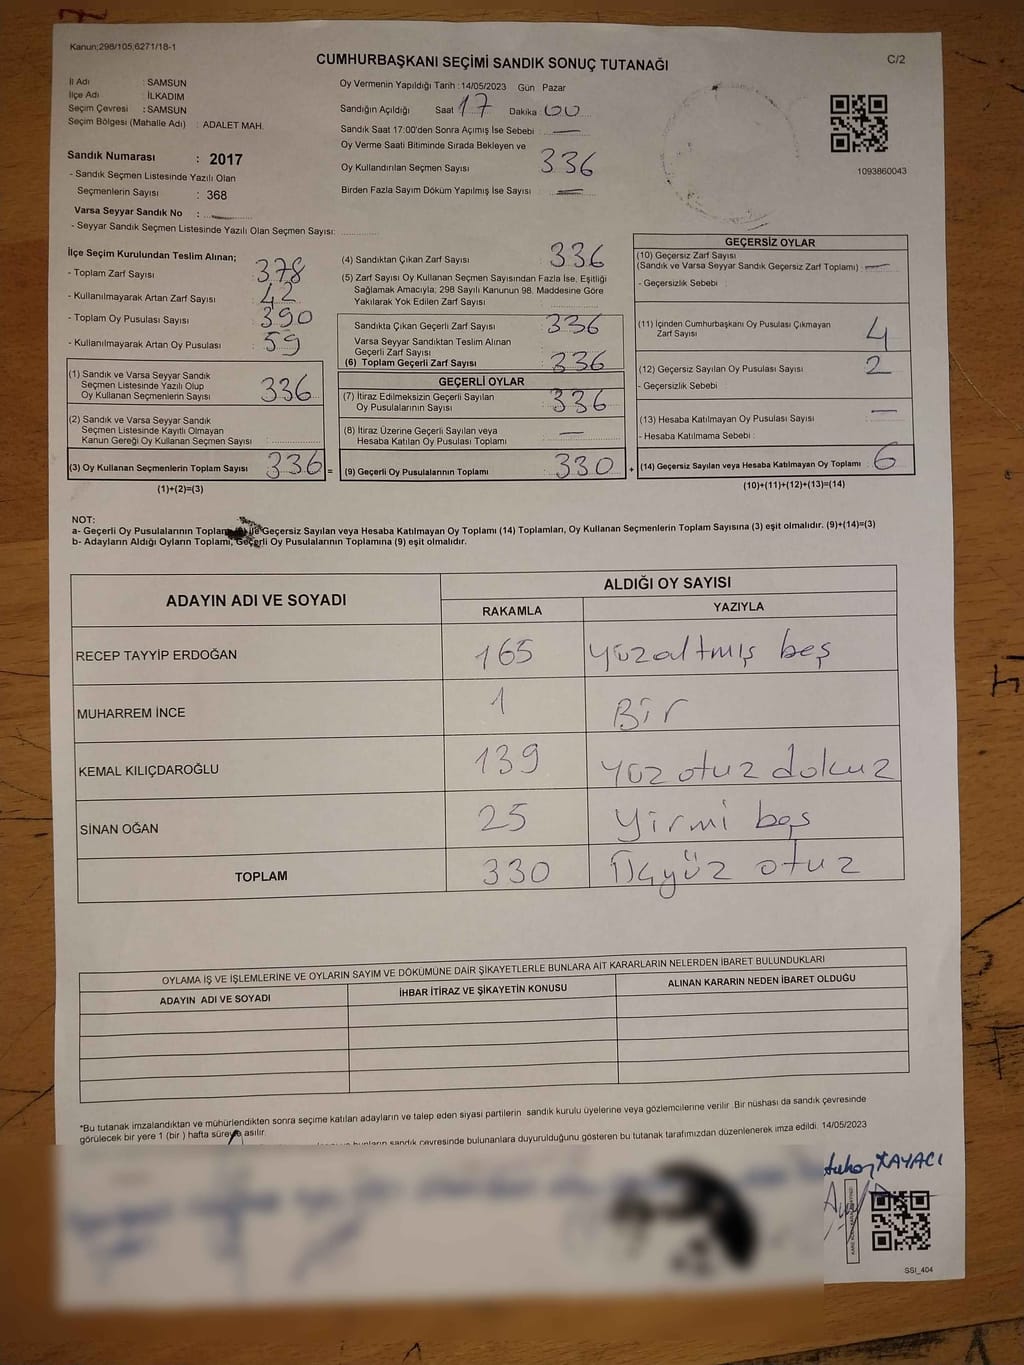 Kanun;298/105,6271/18-1
CUMHURBAŞKANI SEÇİMİ SANDIK SONUÇ TUTANAĞI
C/2
İl Adı : SAMSUN
İlçe Adı : İLKADIM
Seçim Çevresi : SAMSUN
Seçim Bölgesi (Mahalle Adı) : ADALET MAH.
Sandık Numarası : 2017
- Sandık Seçmen Listesinde Yazılı Olan
Seçmenlerin Sayısı : 368
Varsa Seyyar Sandık No :
- Seyyar Sandık Seçmen Listesinde Yazılı Olan Seçmen Sayısı:
Oy Vermenin Yapıldığı Tarih : 14/05/2023 Gün Pazar
Sandığın Açıldığı Saat 17 Dakika : 00
Sandık Saat 17:00'den Sonra Açımış İse Sebebi : —
Oy Verme Saati Bitiminde Sırada Bekleyen ve
Oy Kullandırılan Seçmen Sayısı : 336
Birden Fazla Sayım Döküm Yapılmış İse Sayısı : —
1093860043
İlçe Seçim Kurulundan Teslim Alınan;
- Toplam Zarf Sayısı : 378
- Kullanılmayarak Artan Zarf Sayısı : 42
- Toplam Oy Pusulası Sayısı : 390
- Kullanılmayarak Artan Oy Pusulası : 59
(1) Sandık ve Varsa Seyyar Sandık
Seçmen Listesinde Yazılı Olup
Oy Kullanan Seçmenlerin Sayısı : 336
(2) Sandık ve Varsa Seyyar Sandık
Seçmen Listesinde Kayıtlı Olmayan
Kanun Gereği Oy Kullanan Seçmen Sayısı :
(3) Oy Kullanan Seçmenlerin Toplam Sayısı : 336 =
(1)+(2)=(3)
(4) Sandıktan Çıkan Zarf Sayısı : 336
(5) Zarf Sayısı Oy Kullanan Seçmen Sayısından Fazla İse, Eşitliği
Sağlamak Amacıyla; 298 Sayılı Kanunun 98. Maddesine Göre
Yakılarak Yok Edilen Zarf Sayısı :
Sandıkta Çıkan Geçerli Zarf Sayısı : 336
Varsa Seyyar Sandıktan Teslim Alınan
Geçerli Zarf Sayısı :
(6) Toplam Geçerli Zarf Sayısı : 336
GEÇERLİ OYLAR
(7) İtiraz Edilmeksizin Geçerli Sayılan
Oy Pusulalarının Sayısı : 336
(8) İtiraz Üzerine Geçerli Sayılan veya
Hesaba Katılan Oy Pusulası Toplamı : —
(9) Geçerli Oy Pusulalarının Toplamı : 330 +
GEÇERSİZ OYLAR
(10) Geçersiz Zarf Sayısı
(Sandık ve Varsa Seyyar Sandık Geçersiz Zarf Toplamı) : —
- Geçersizlik Sebebi :
(11) İçinden Cumhurbaşkanı Oy Pusulası Çıkmayan
Zarf Sayısı : 4
(12) Geçersiz Sayılan Oy Pusulası Sayısı : 2
- Geçersizlik Sebebi :
(13) Hesaba Katılmayan Oy Pusulası Sayısı : —
- Hesaba Katılmama Sebebi :
(14) Geçersiz Sayılan veya Hesaba Katılmayan Oy Toplamı : 6
(10)+(11)+(12)+(13)=(14)
NOT:
a- Geçerli Oy Pusulalarının Toplam ile Geçersiz Sayılan veya Hesaba Katılmayan Oy Toplamı (14) Toplamları, Oy Kullanan Seçmenlerin Toplam Sayısına (3) eşit olmalıdır. (9)+(14)=(3)
b- Adayların Aldığı Oyların Toplamı, Geçerli Oy Pusulalarının Toplamına (9) eşit olmalıdır.
ADAYIN ADI VE SOYADI
ALDIĞI OY SAYISI
RAKAMLA YAZIYLA
RECEP TAYYİP ERDOĞAN 165 yüzaltmış beş
MUHARREM İNCE 1 Bir
KEMAL KILIÇDAROĞLU 139 yüz otuz dokuz
SİNAN OĞAN 25 yirmi beş
TOPLAM 330 Üçyüz otuz
OYLAMA İŞ VE İŞLEMLERİNE VE OYLARIN SAYIM VE DÖKÜMÜNE DAİR ŞİKAYETLERLE BUNLARA AİT KARARLARIN NELERDEN İBARET BULUNDUKLARI
ADAYIN ADI VE SOYADI İHBAR İTİRAZ VE ŞİKAYETİN KONUSU ALINAN KARARIN NEDEN İBARET OLDUĞU
*Bu tutanak imzalandıktan ve mühürlendikten sonra seçime katılan adayların ve talep eden siyasi partilerin sandık kurulu üyelerine veya gözlemcilerine verilir. Bir nüshası da sandık çevresinde
görülecek bir yere 1 (bir ) hafta süreyle asılır.
bunların sandık çevresinde bulunanlara duyurulduğunu gösteren bu tutanak tarafımızdan düzenlenerek imza edildi. 14/05/2023
KAYACI
SSI_404